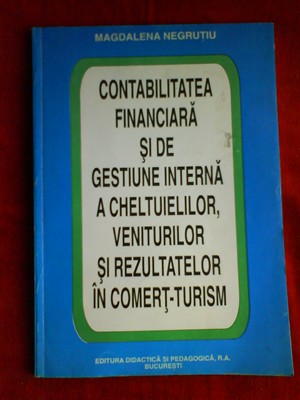 MAGDALENA NEGRUTIU
CONTABILITATEA
FINANCIARĂ
ŞI DE
GESTIUNE INTERNĂ
A CHELTUIELILOR,
VENITURILOR
ŞI REZULTATELOR
ÎN COMERŢ-TURISM
EDITURA DIDACTICĂ SI PEDAGOGICĂ, R.A.
BUCUREŞTI